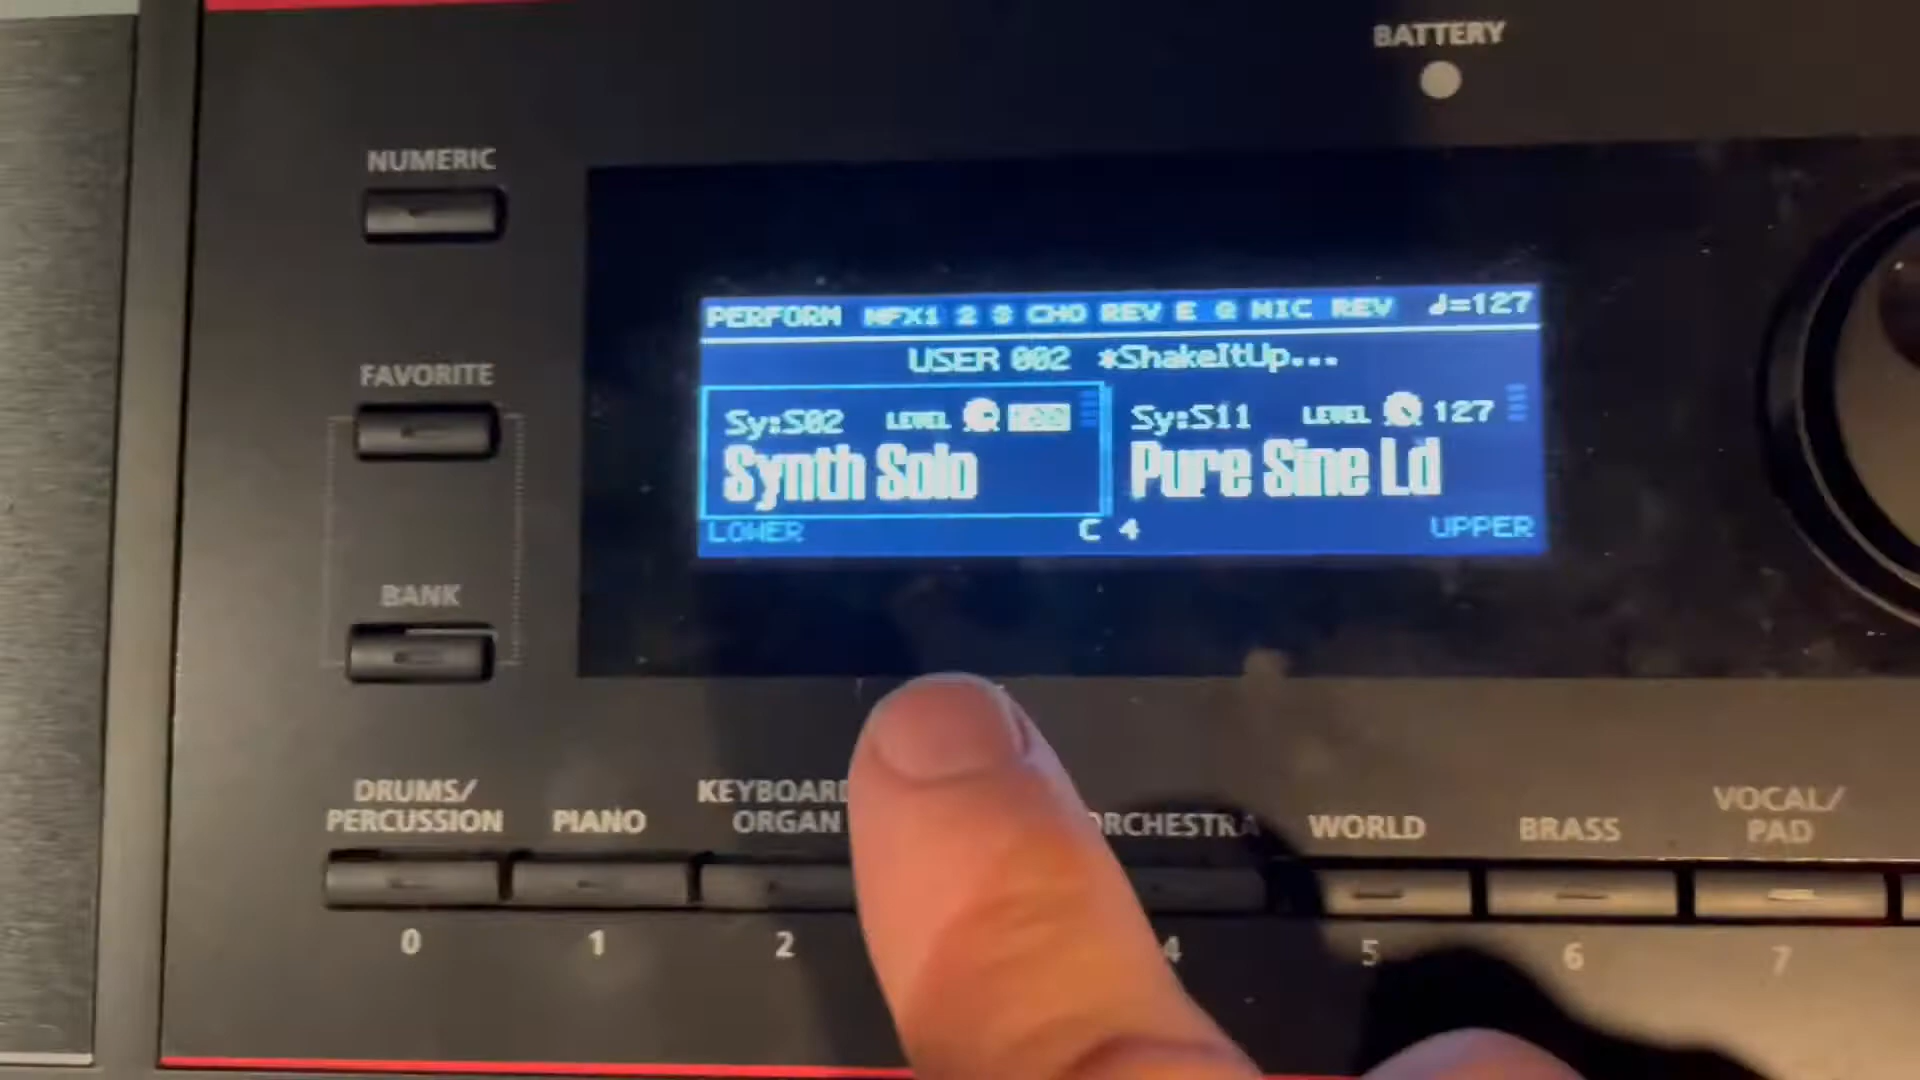 BATTERY
NUMERIC
PERFORM MFX1 2 3 CHO REV E Q MIC REV ♩=127
USER 002 *ShakeItUp...
FAVORITE
Sy:S02 LEVEL Sy:S11 LEVEL 127
Synth Solo Pure Sine Ld
LOWER C 4 UPPER
BANK
DRUMS/
PERCUSSION
PIANO
KEYBOARD
ORGAN
ORCHESTRA
WORLD
BRASS
VOCAL/
PAD
0 1 2 4 5 6 7